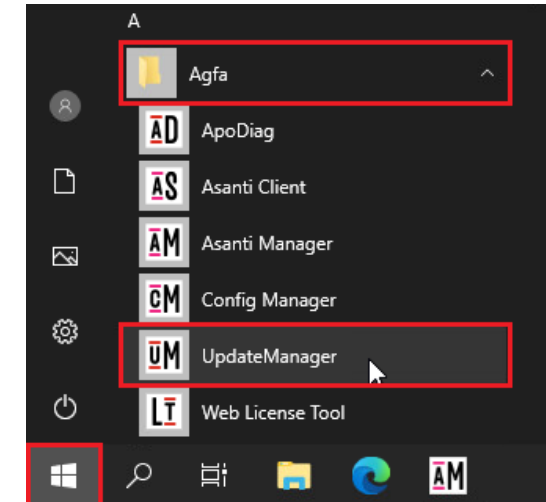 A
Agfa
AD ApoDiag
AS Asanti Client
AM Asanti Manager
CM Config Manager
UM UpdateManager
LT Web License Tool
AM